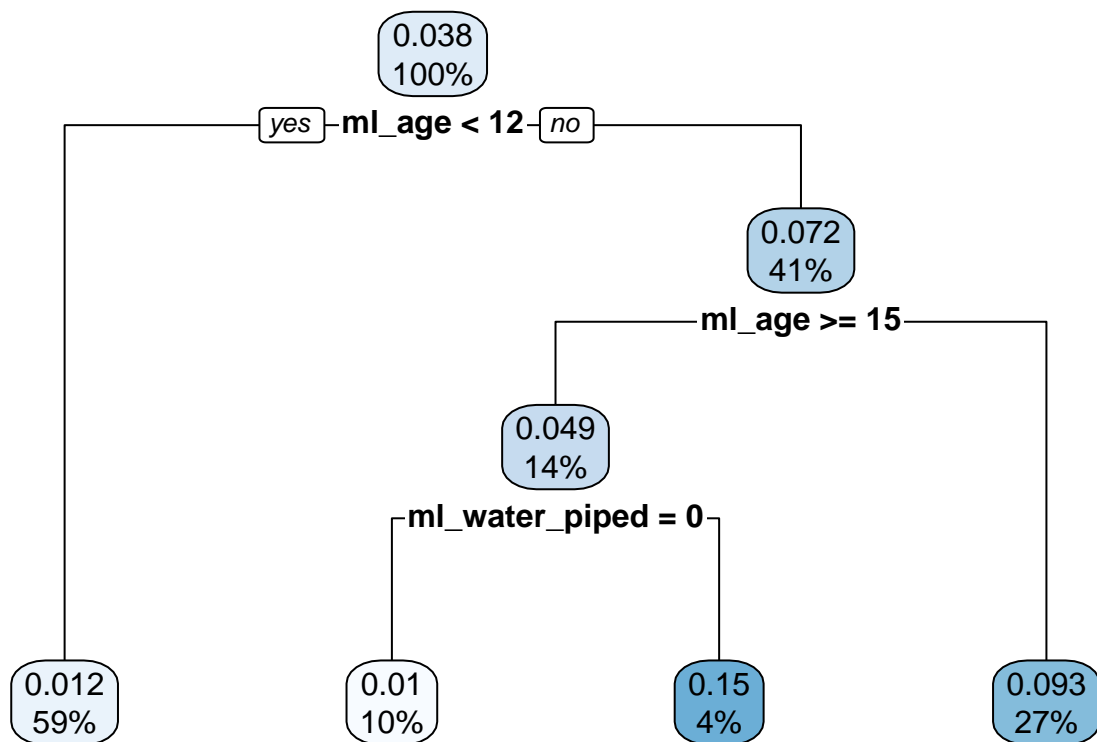 0.038
100%
yes ml_age < 12 no
0.072
41%
ml_age >= 15
0.049
14%
ml_water_piped = 0
0.012 0.01 0.15 0.093
59% 10% 4% 27%